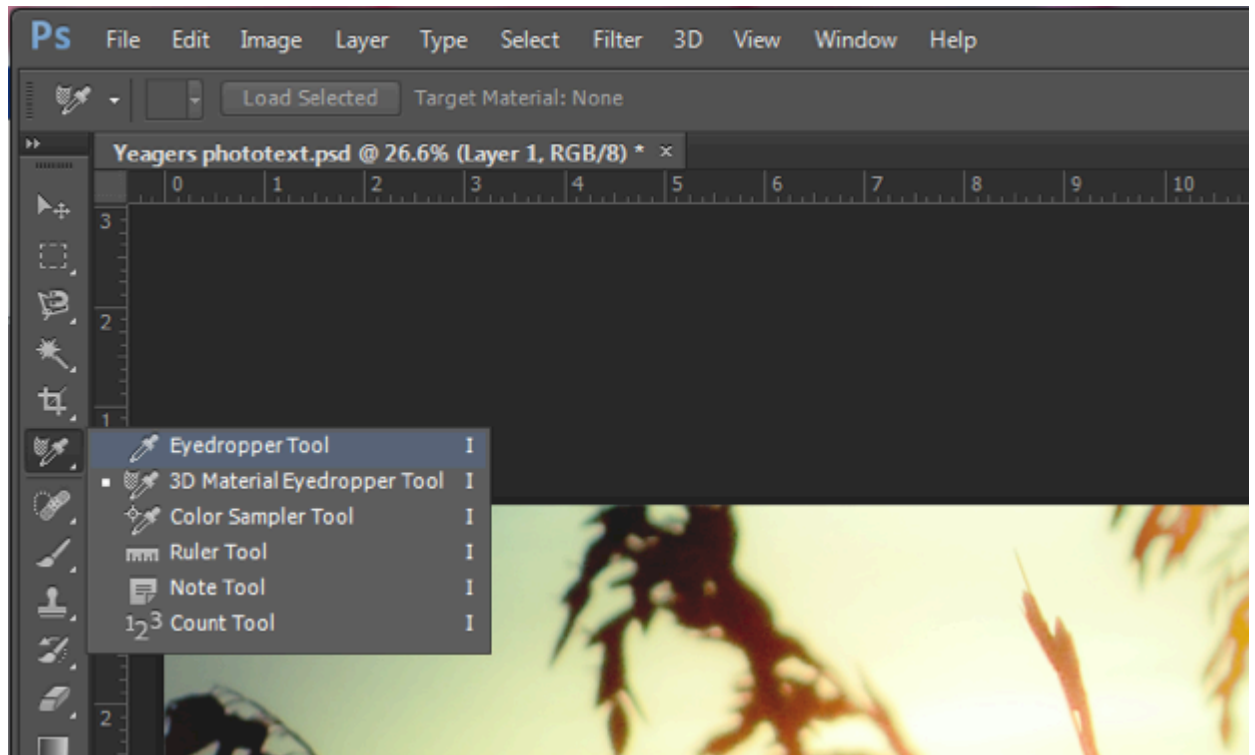 Ps File Edit Image Layer Type Select Filter 3D View Window Help
Load Selected Target Material: None
Yeagers phototext.psd @ 26.6% (Layer 1, RGB/8) * ×
0 1 2 3 4 5 6 7 8 9 10
3
2
1
Eyedropper Tool I
3D Material Eyedropper Tool I
Color Sampler Tool I
Ruler Tool I
Note Tool I
123 Count Tool I
2